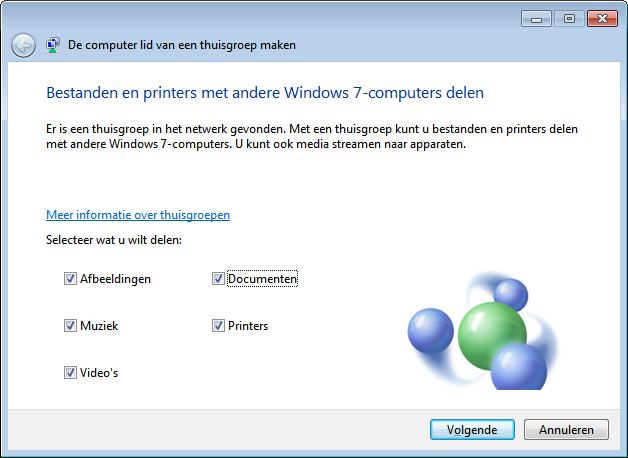 De computer lid van een thuisgroep maken
Bestanden en printers met andere Windows 7-computers delen
Er is een thuisgroep in het netwerk gevonden. Met een thuisgroep kunt u bestanden en printers delen
met andere Windows 7-computers. U kunt ook media streamen naar apparaten.
Meer informatie over thuisgroepen
Selecteer wat u wilt delen:
Afbeeldingen Documenten
Muziek Printers
Video's
Volgende Annuleren